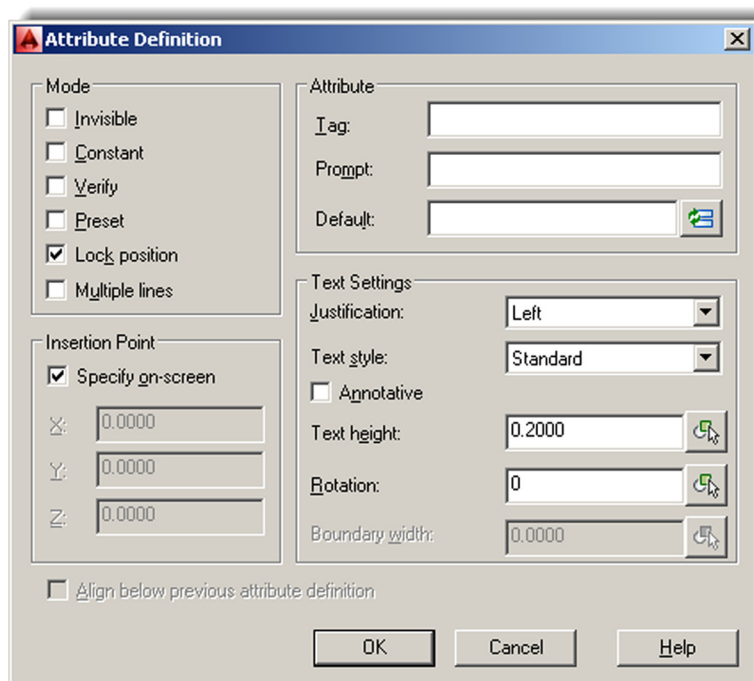 Attribute Definition
Mode
Invisible
Constant
Verify
Preset
Lock position
Multiple lines
Insertion Point
Specify on-screen
X: 0.0000
Y: 0.0000
Z: 0.0000
Attribute
Tag:
Prompt:
Default:
Text Settings
Justification: Left
Text style: Standard
Annotative
Text height: 0.2000
Rotation: 0
Boundary width: 0.0000
Align below previous attribute definition
OK Cancel Help